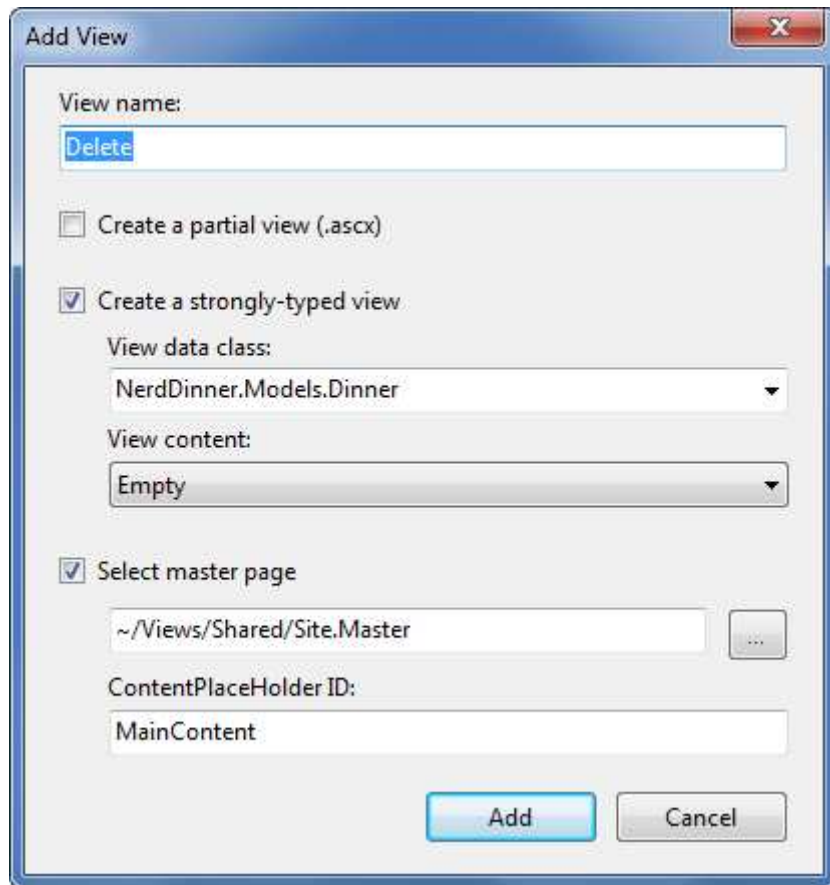 Add View
View name:
Delete
Create a partial view (.ascx)
Create a strongly-typed view
View data class:
NerdDinner.Models.Dinner
View content:
Empty
Select master page
~/Views/Shared/Site.Master
...
ContentPlaceHolder ID:
MainContent
Add Cancel